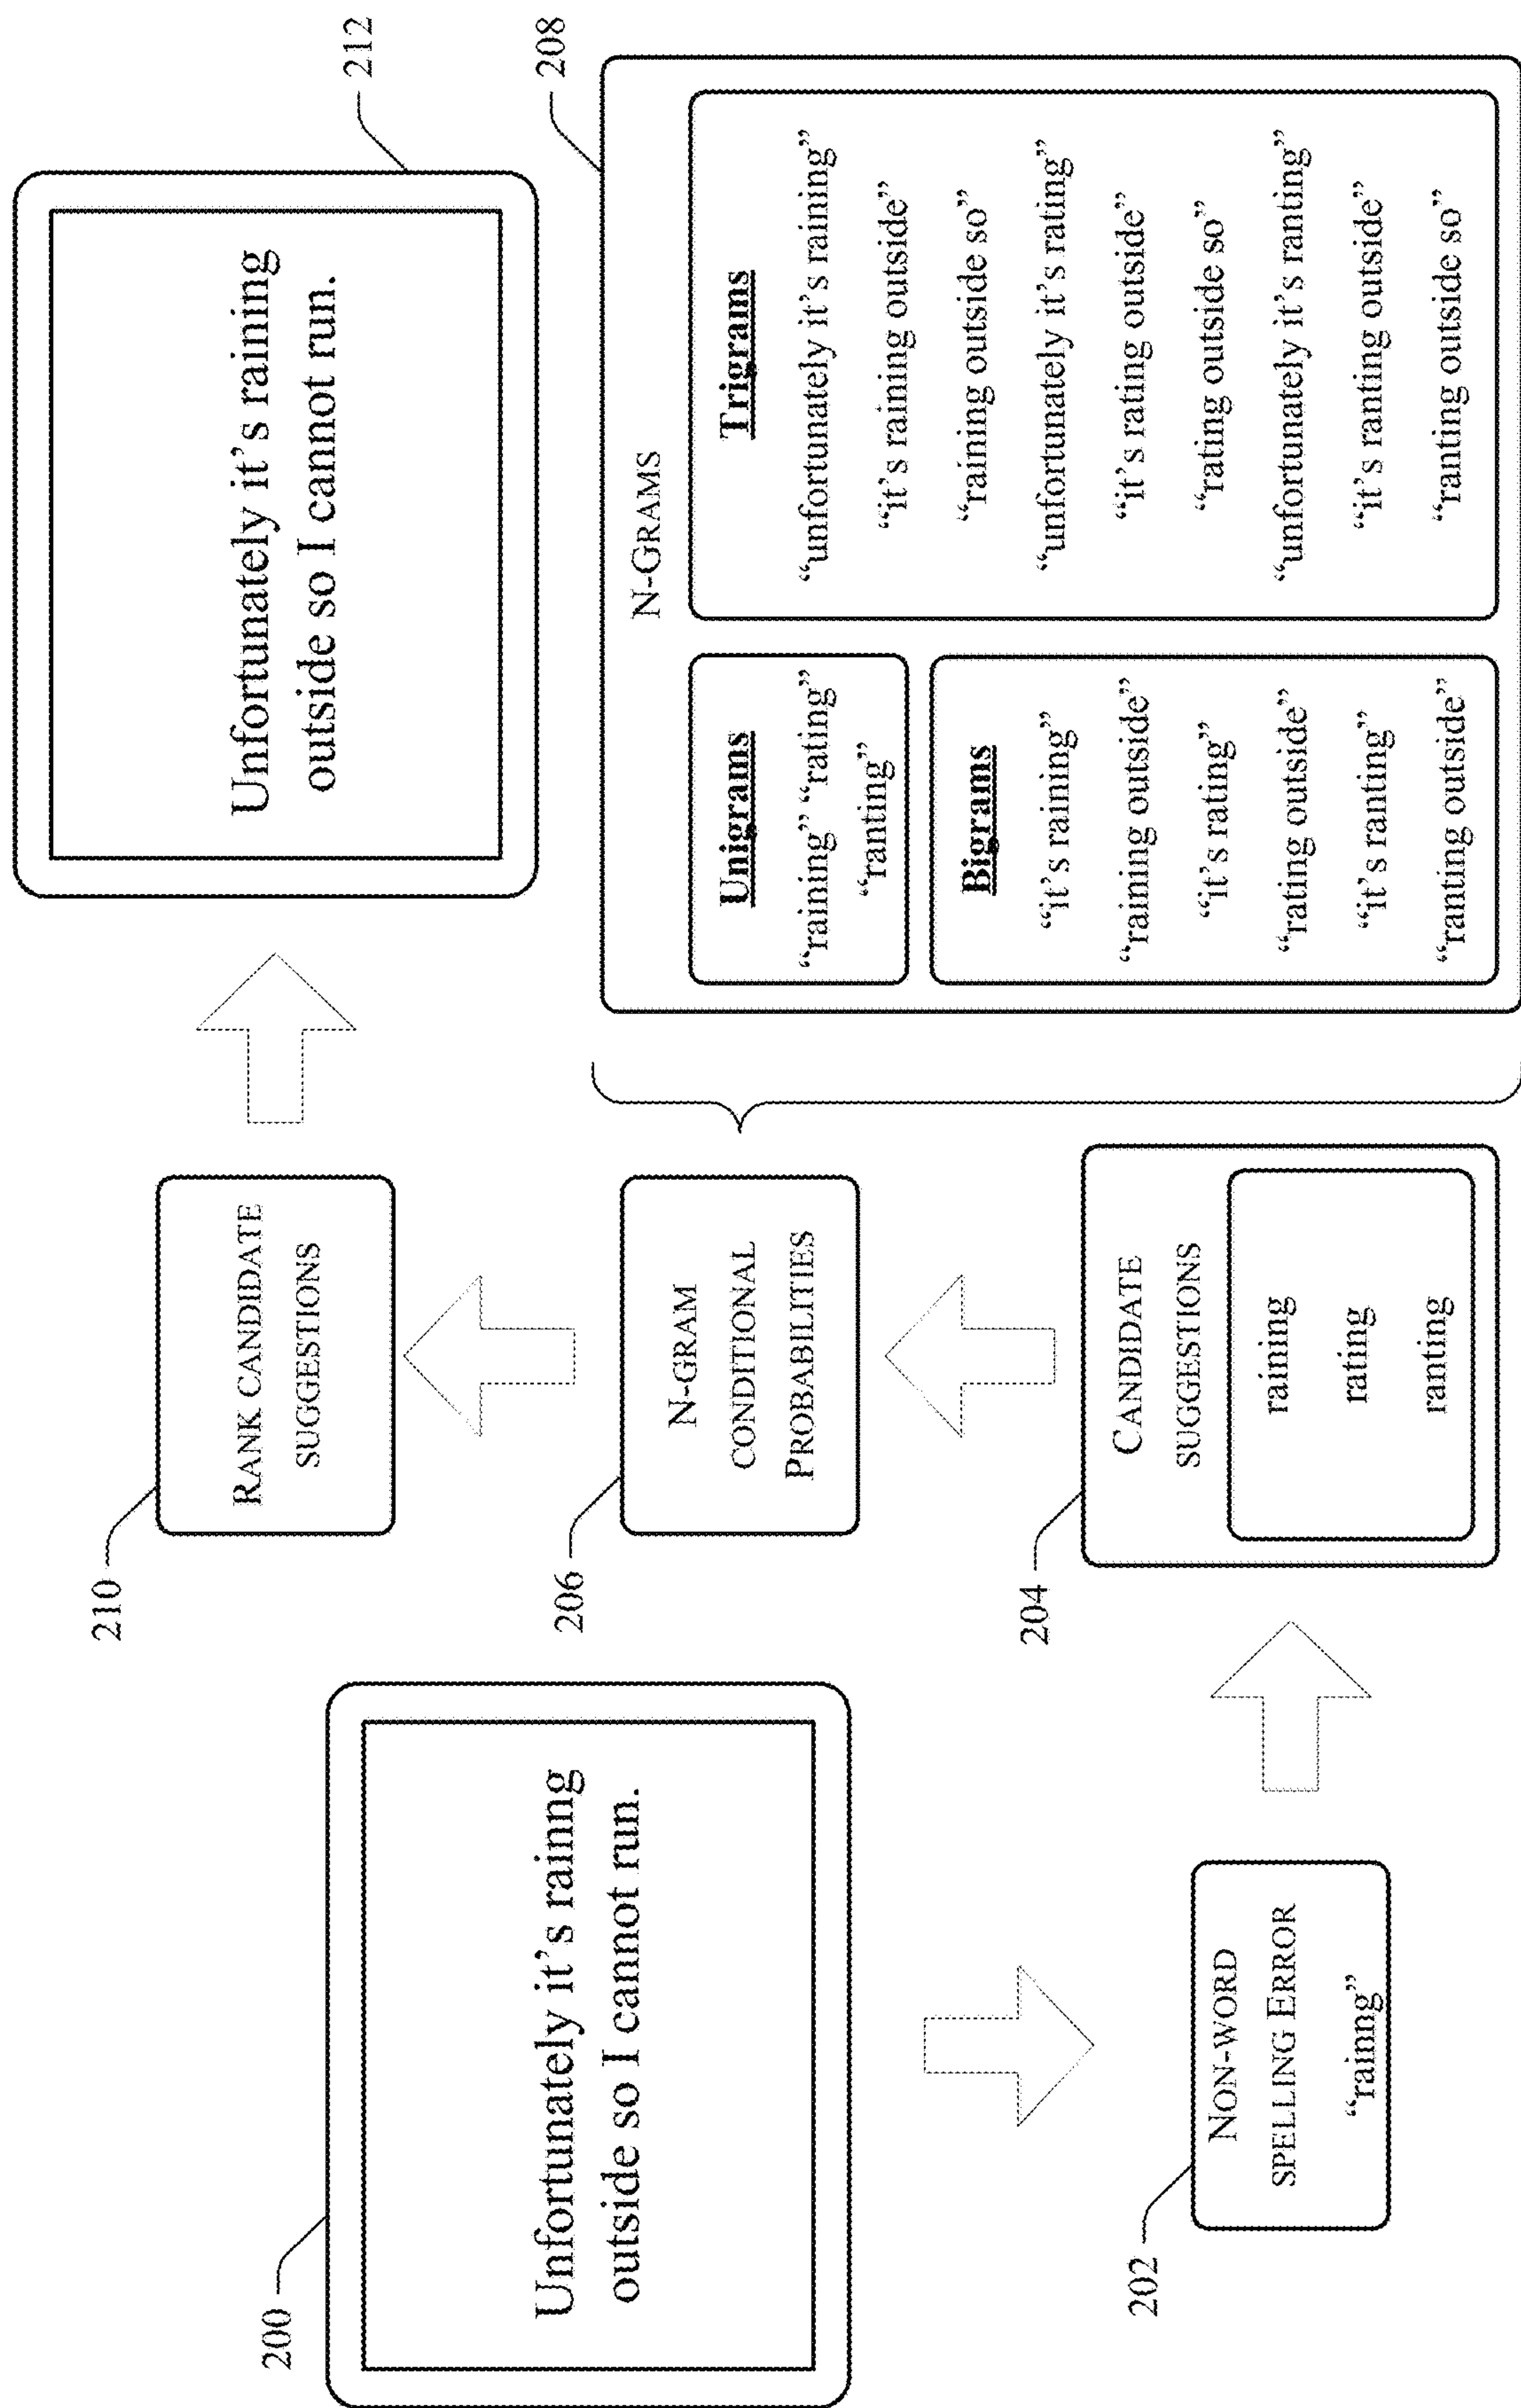 200
Unfortunately it's rainng
outside so I cannot run.
202
NON-WORD
SPELLING ERROR
“rainng”
204
CANDIDATE
SUGGESTIONS
raining
rating
ranting
206
N-GRAM
CONDITIONAL
PROBABILITIES
210
RANK CANDIDATE
SUGGESTIONS
212
Unfortunately it's raining
outside so I cannot run.
208
N-GRAMS
Unigrams
“raining” “rating”
“ranting”
Bigrams
“it's raining”
“raining outside”
“it's rating”
“rating outside”
“it's ranting”
“ranting outside”
Trigrams
“unfortunately it's raining”
“it's raining outside”
“raining outside so”
“unfortunately it's rating”
“it's rating outside”
“rating outside so”
“unfortunately it's ranting”
“it's ranting outside”
“ranting outside so”